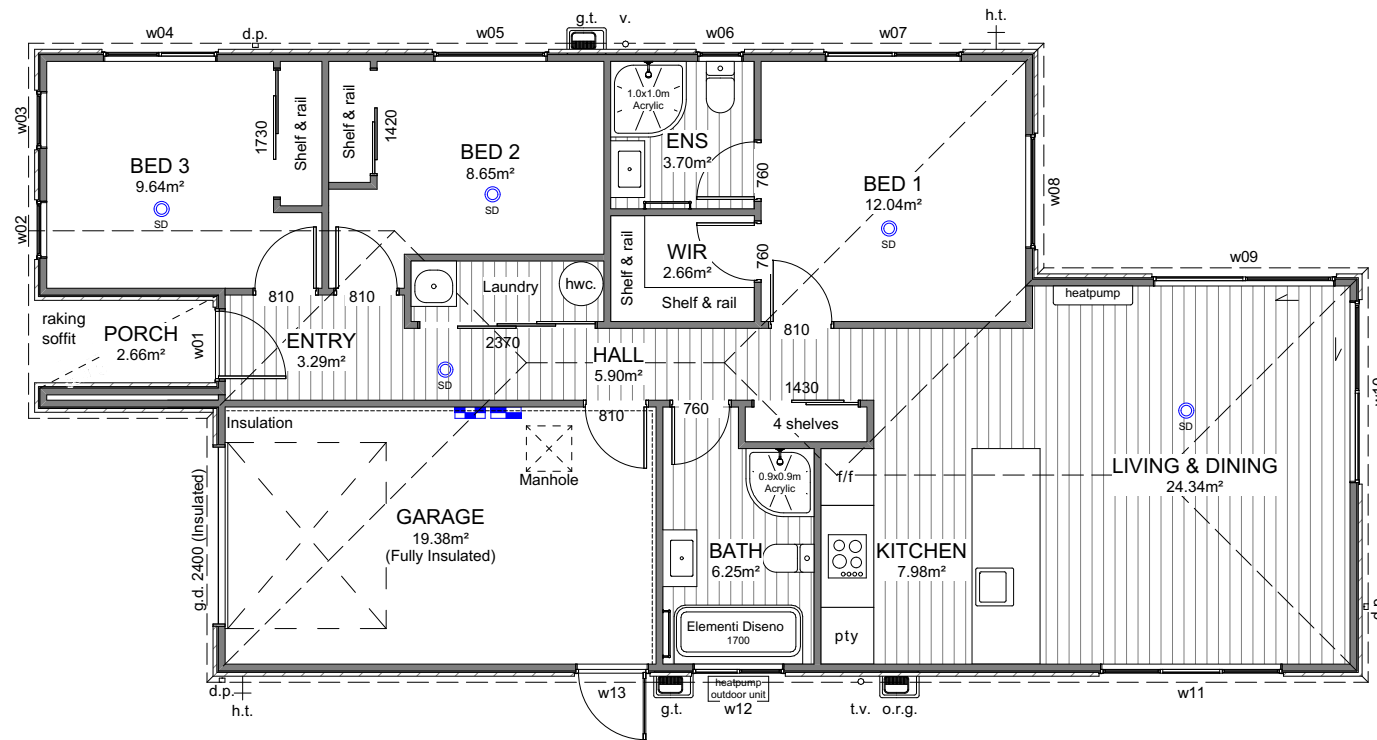 w04
d.p.
w05
g.t.
v.
w06
w07
h.t.
w03
w02
BED 3
9.64m²
SD
1730
Shelf & rail
Shelf & rail
1420
BED 2
8.65m²
SD
1.0x1.0m
Acrylic
ENS
3.70m²
760
BED 1
12.04m²
SD
w08
WIR
2.66m²
760
Shelf & rail
Shelf & rail
w09
heatpump
810
810
Laundry
hwc.
810
raking
soffit
PORCH
2.66m²
w01
ENTRY
3.29m²
2370
HALL
5.90m²
SD
1430
w10
810
760
4 shelves
SD
Insulation
Manhole
0.9x0.9m
Acrylic
f/f
LIVING & DINING
24.34m²
g.d. 2400 (Insulated)
GARAGE
19.38m²
(Fully Insulated)
BATH
6.25m²
KITCHEN
7.98m²
Elementi Diseno
1700
pty
d.p.
d.p.
h.t.
w13
g.t.
heatpump
outdoor unit
w12
t.v.
o.r.g.
w11